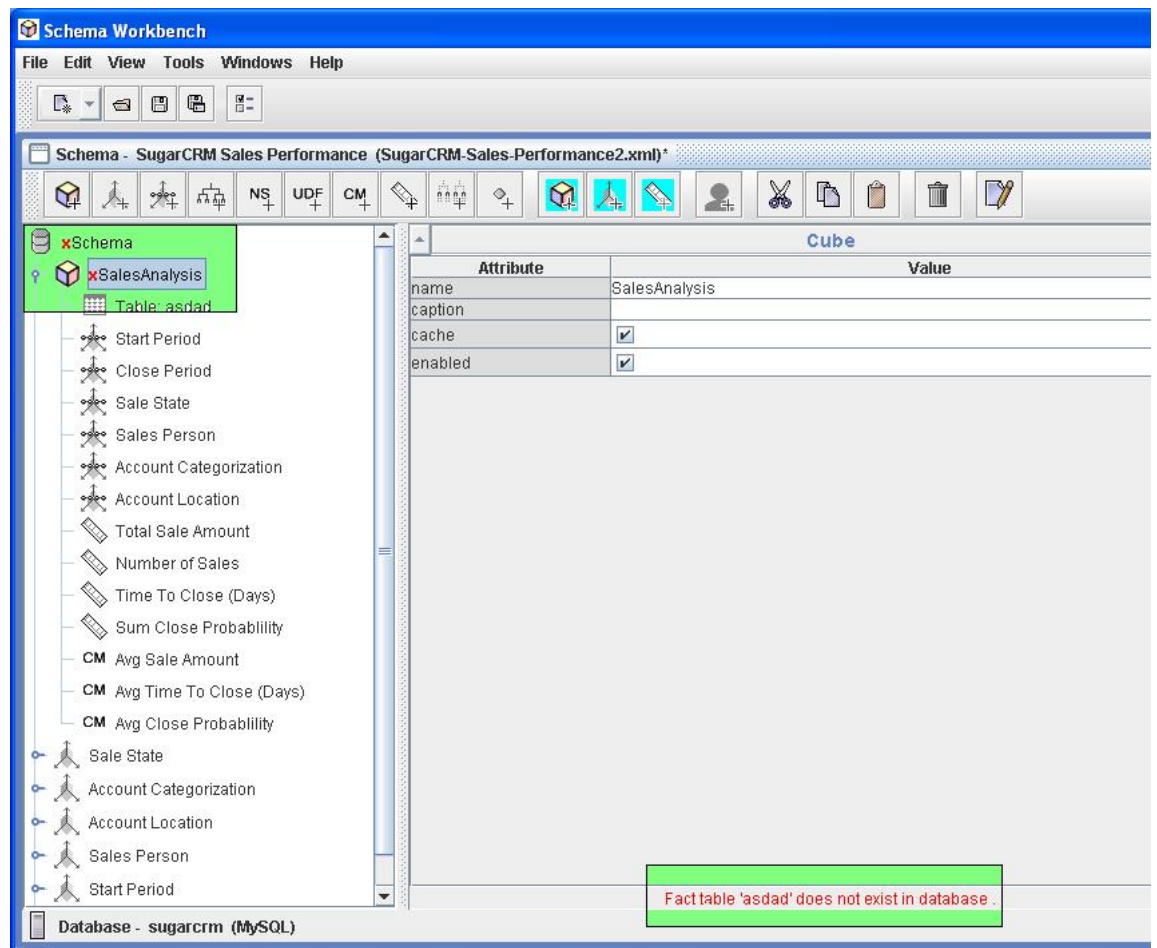 Schema Workbench
File Edit View Tools Windows Help
Schema - SugarCRM Sales Performance (SugarCRM-Sales-Performance2.xml)*
NS UDF CM
xSchema
xSalesAnalysis
Table: asdad
Start Period
Close Period
Sale State
Sales Person
Account Categorization
Account Location
Total Sale Amount
Number of Sales
Time To Close (Days)
Sum Close Probablility
CM Avg Sale Amount
CM Avg Time To Close (Days)
CM Avg Close Probablility
Sale State
Account Categorization
Account Location
Sales Person
Start Period
Cube
Attribute Value
name SalesAnalysis
caption
cache
enabled
Fact table 'asdad' does not exist in database .
Database - sugarcrm (MySQL)